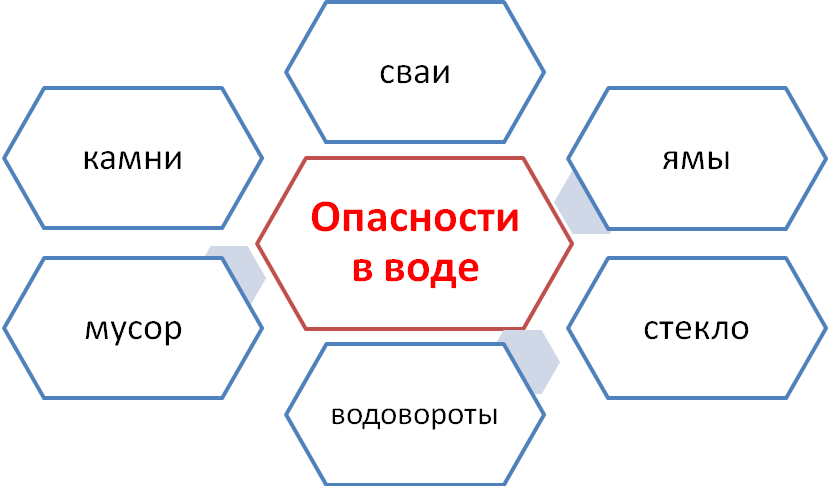 сваи
камни
ямы
Опасности
в воде
мусор
стекло
водовороты